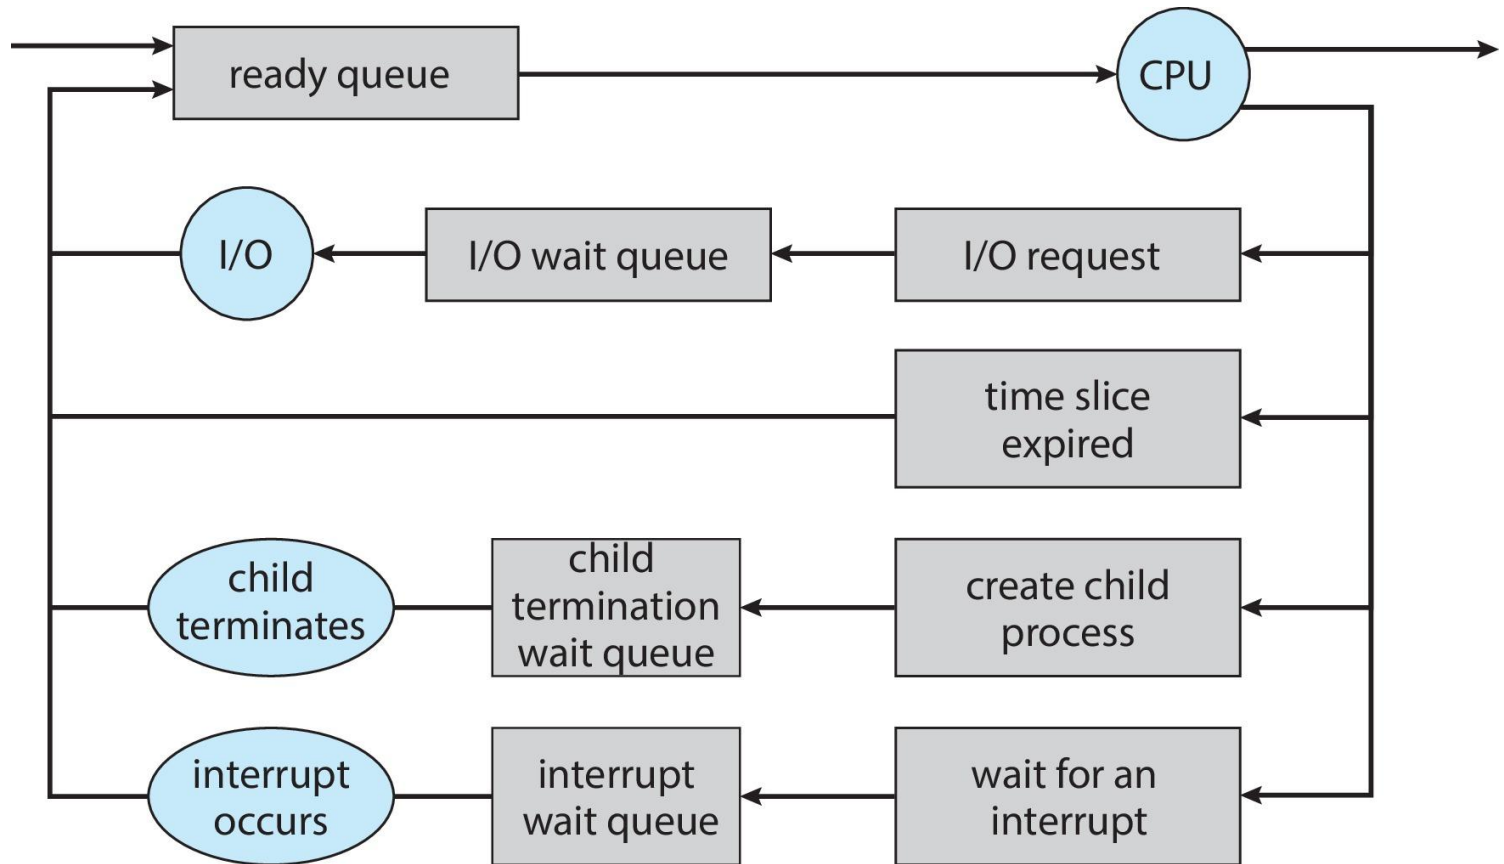 ready queue
CPU
I/O
I/O wait queue
I/O request
time slice
expired
child
terminates
child
termination
wait queue
create child
process
interrupt
occurs
interrupt
wait queue
wait for an
interrupt